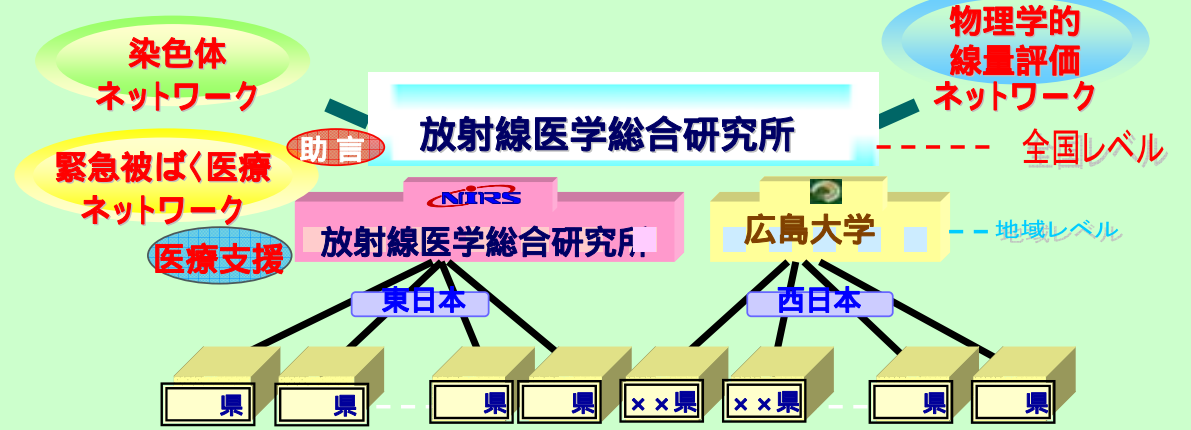 染色体
ネットワーク
物理学的
線量評価
ネットワーク
放射線医学総合研究所
助言
全国レベル
緊急被ばく医療
ネットワーク
医療支援
NIRS
放射線医学総合研究所
広島大学
地域レベル
東日本
西日本
県
県
県
県
××県
××県
県
県